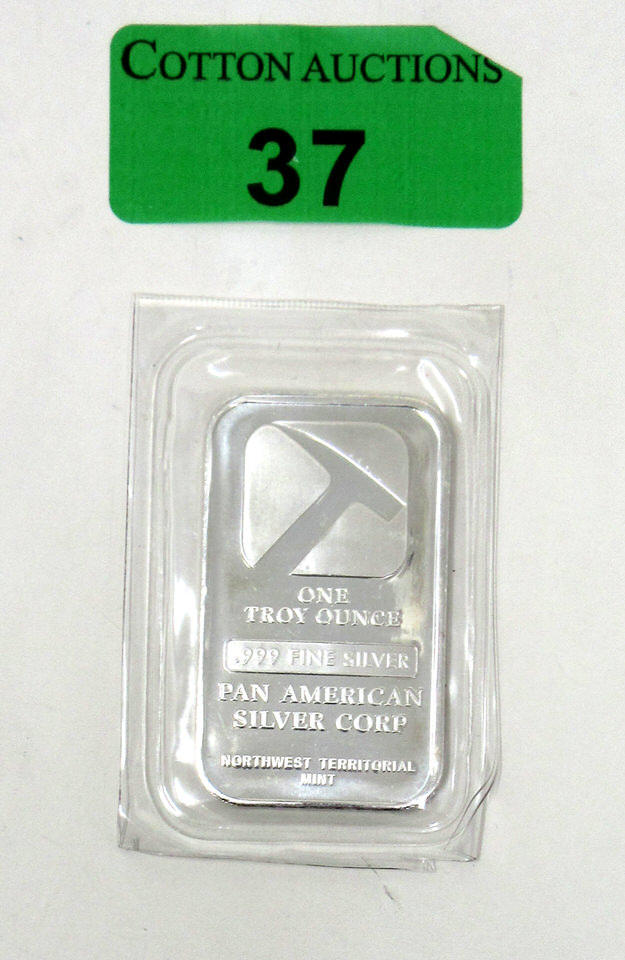 COTTON AUCTIONS
37
ONE
TROY OUNCE
.999 FINE SILVER
PAN AMERICAN
SILVER CORP
NORTHWEST TERRITORIAL
MINT